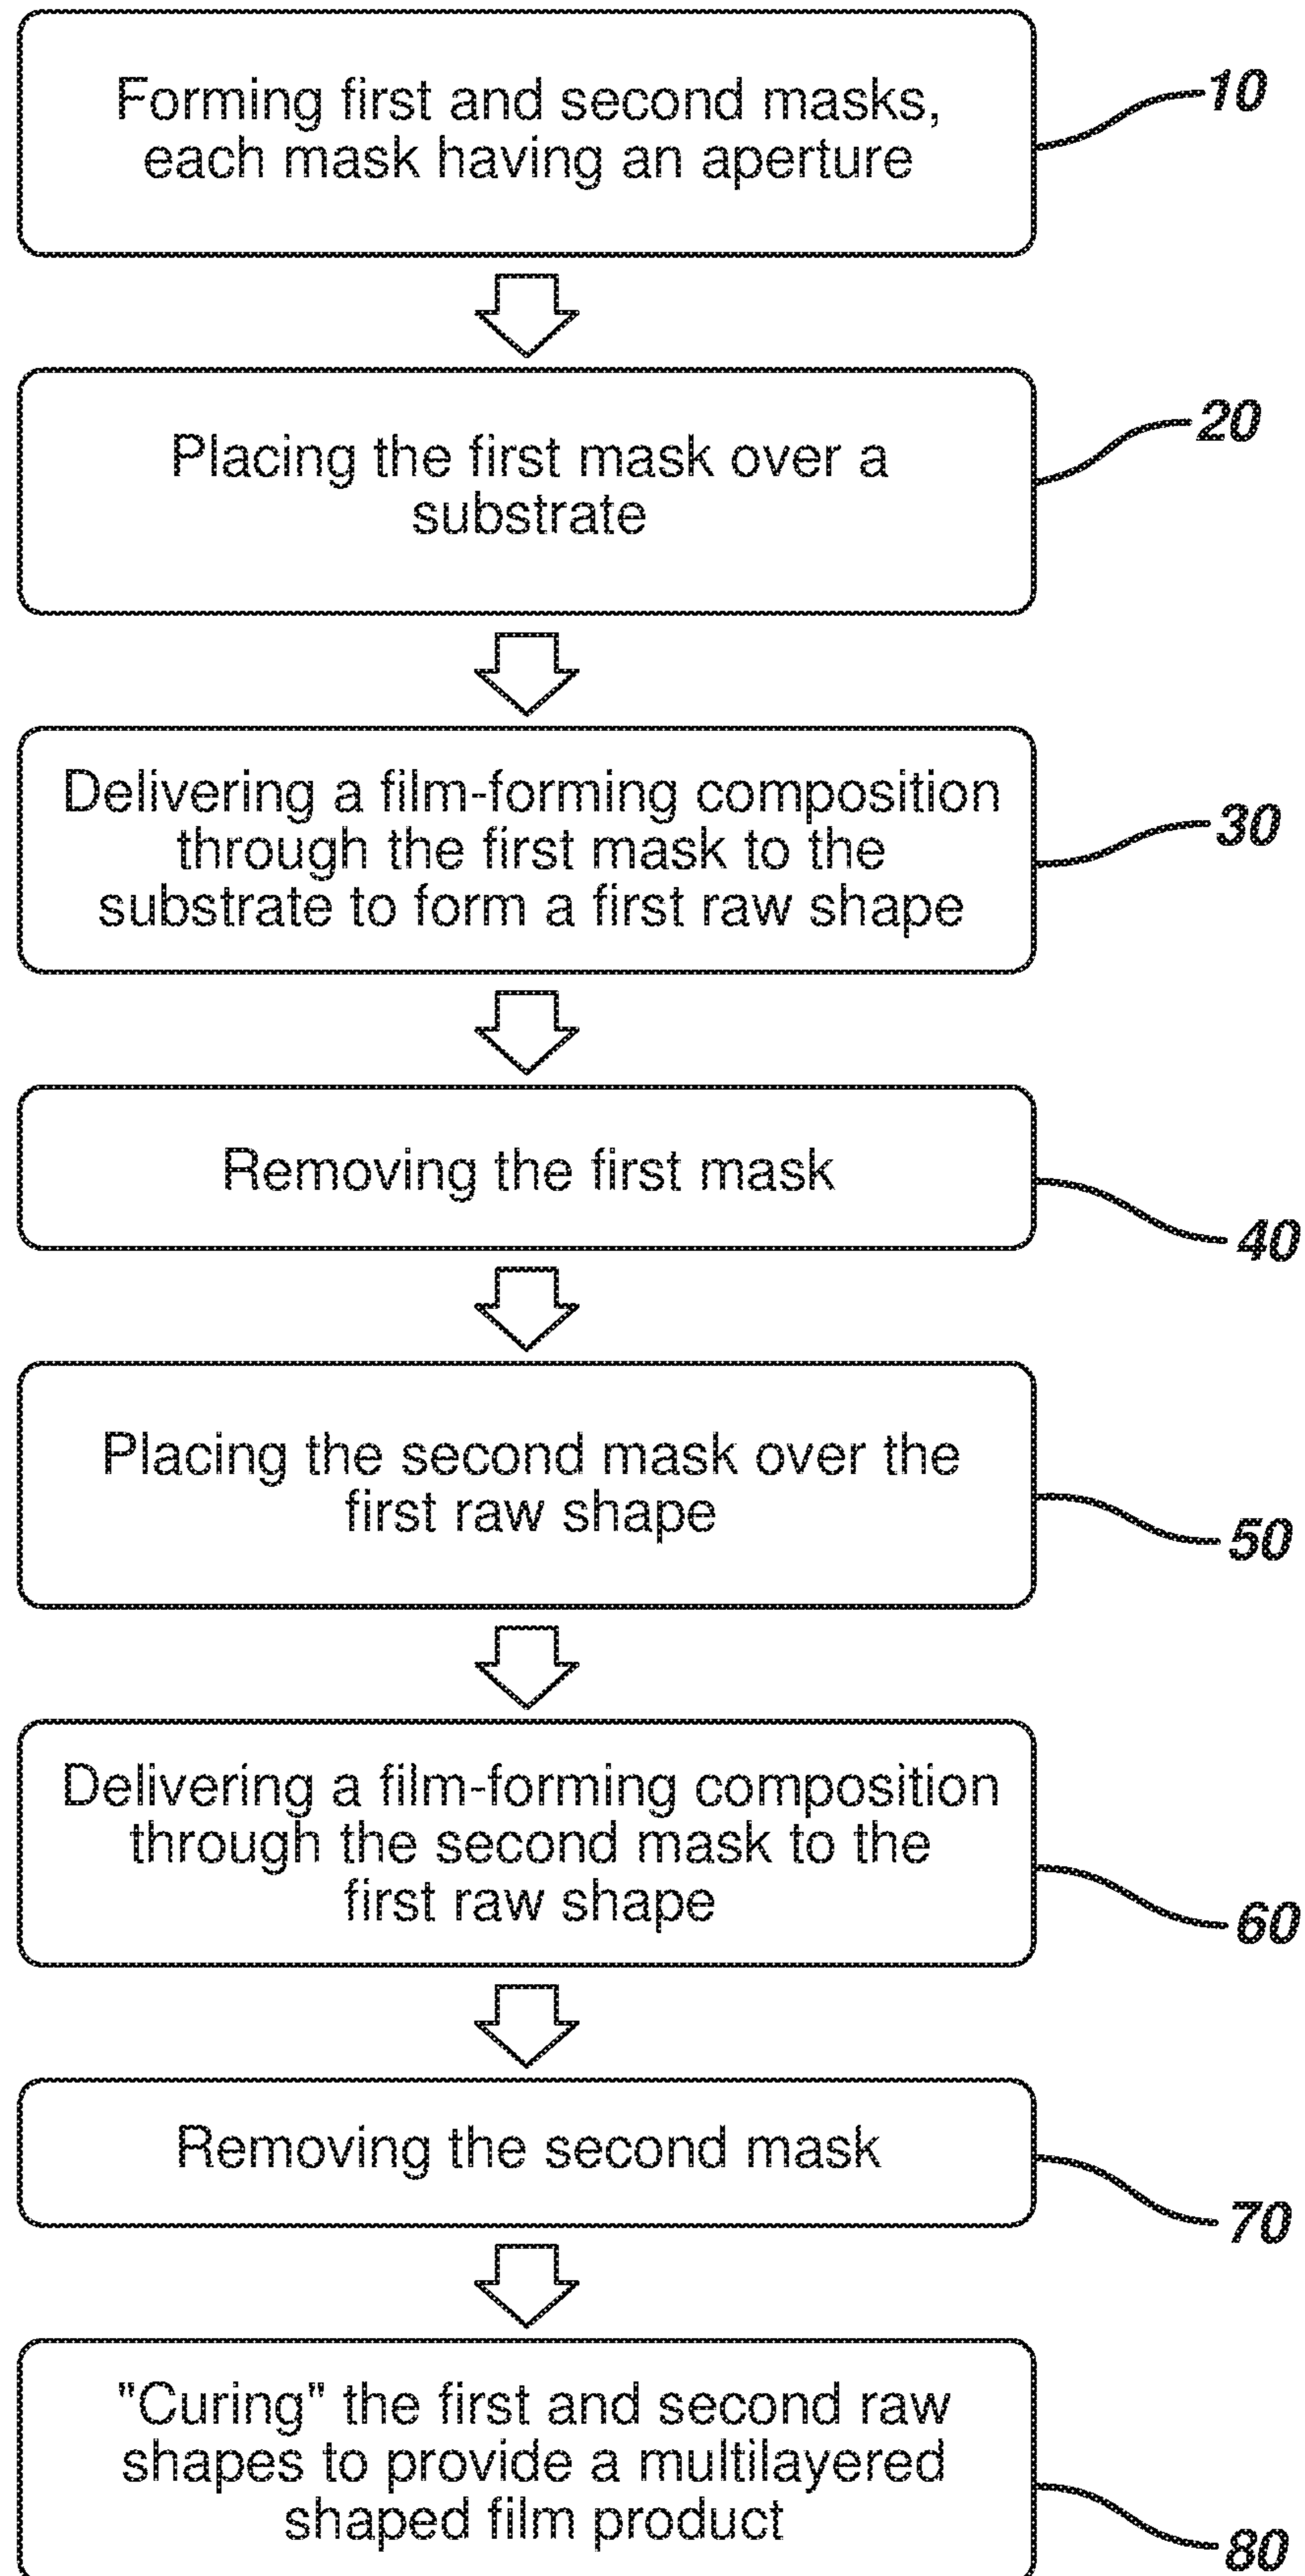 Forming first and second masks,
each mask having an aperture
10
Placing the first mask over a
substrate
20
Delivering a film-forming composition
through the first mask to the
substrate to form a first raw shape
30
Removing the first mask
40
Placing the second mask over the
first raw shape
50
Delivering a film-forming composition
through the second mask to the
first raw shape
60
Removing the second mask
70
"Curing" the first and second raw
shapes to provide a multilayered
shaped film product
80